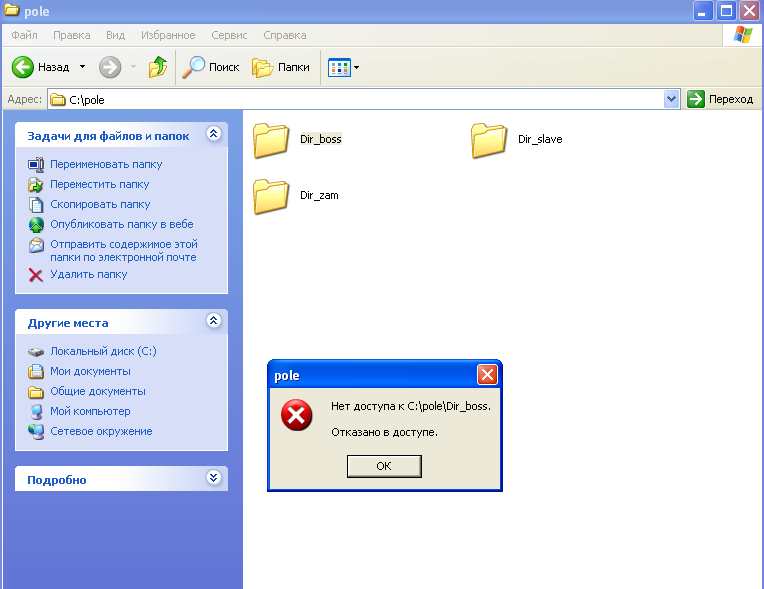 pole
Файл Правка Вид Избранное Сервис Справка
Назад Поиск Папки
Адрес: C:\pole Переход
Задачи для файлов и папок
Переименовать папку
Переместить папку
Скопировать папку
Опубликовать папку в вебе
Отправить содержимое этой
папки по электронной почте
Удалить папку
Другие места
Локальный диск (C:)
Мои документы
Общие документы
Мой компьютер
Сетевое окружение
Подробно
Dir_boss Dir_slave
Dir_zam
pole
Нет доступа к C:\pole\Dir_boss.
Отказано в доступе.
OK